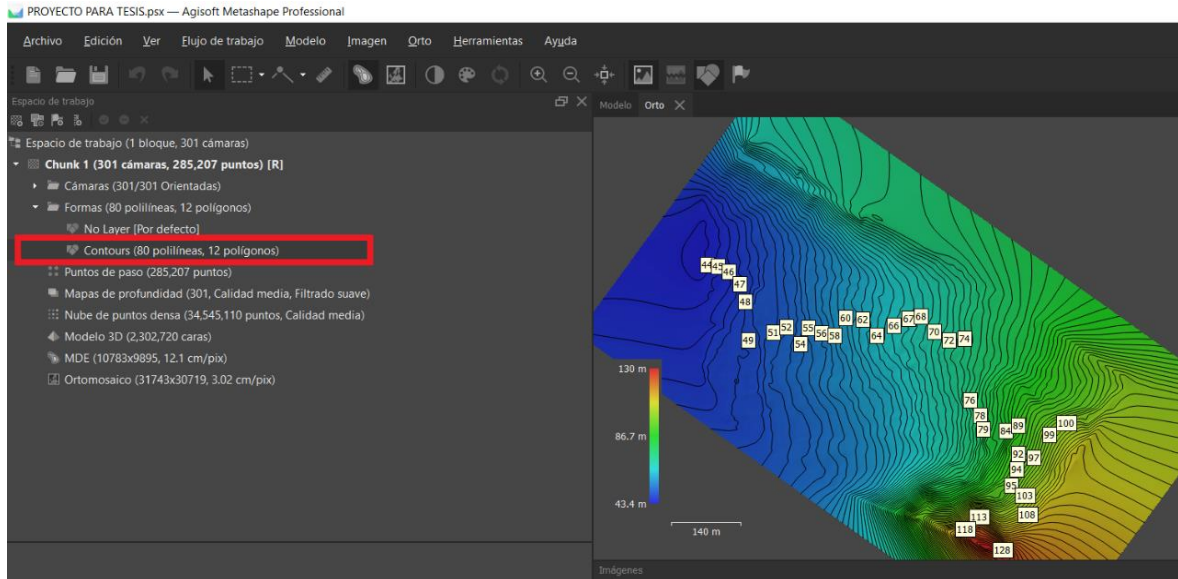 PROYECTO PARA TESIS.psx — Agisoft Metashape Professional
Archivo Edición Ver Flujo de trabajo Modelo Imagen Orto Herramientas Ayuda
Espacio de trabajo
Espacio de trabajo (1 bloque, 301 cámaras)
Chunk 1 (301 cámaras, 285,207 puntos) [R]
Cámaras (301/301 Orientadas)
Formas (80 polilíneas, 12 polígonos)
No Layer [Por defecto]
Contours (80 polilíneas, 12 polígonos)
Puntos de paso (285,207 puntos)
Mapas de profundidad (301, Calidad media, Filtrado suave)
Nube de puntos densa (34,545,110 puntos, Calidad media)
Modelo 3D (2,302,720 caras)
MDE (10783x9895, 12.1 cm/pix)
Ortomosaico (31743x30719, 3.02 cm/pix)
Modelo Orto
44 45 46
47
48
49 51 52 54 55 56 58 60 62 64 66 67 68 70 72 74
76
78
79 84 89 99 100
92 97
94
95
103
108
113
118
128
130 m
86.7 m
43.4 m
140 m
Imágenes